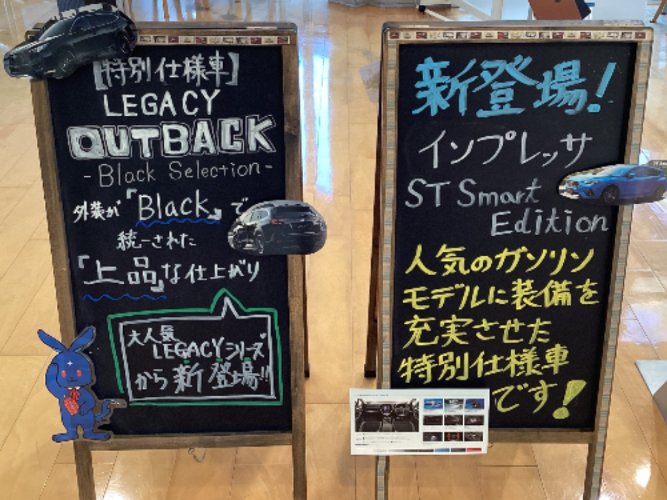 【特別仕様車】
LEGACY
OUTBACK
-Black Selection-
外装が「Black」で
統一された
「上品」な仕上がり
大人気
LEGACYシリーズ
から新登場!!
新登場!
インプレッサ
ST Smart
Edition
人気のガソリン
モデルに装備を
充実させた
特別仕様車
です!